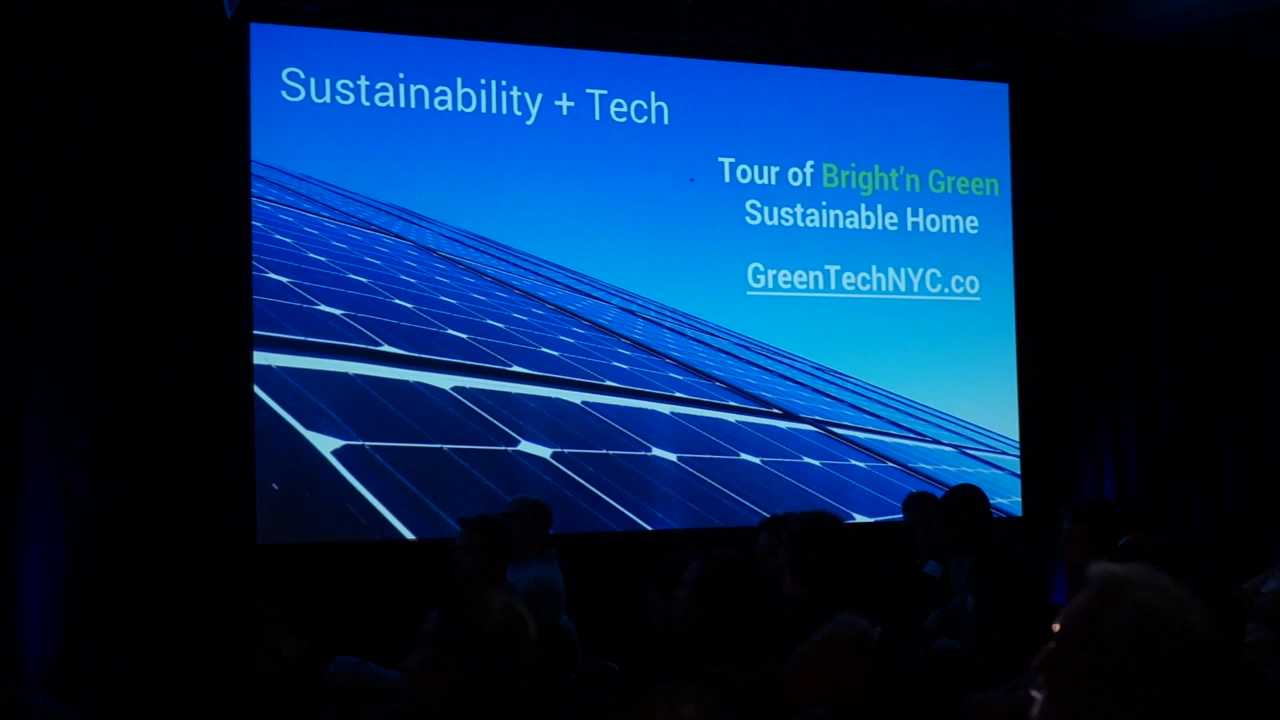 Sustainability + Tech
Tour of Bright'n Green
Sustainable Home
GreenTechNYC.co